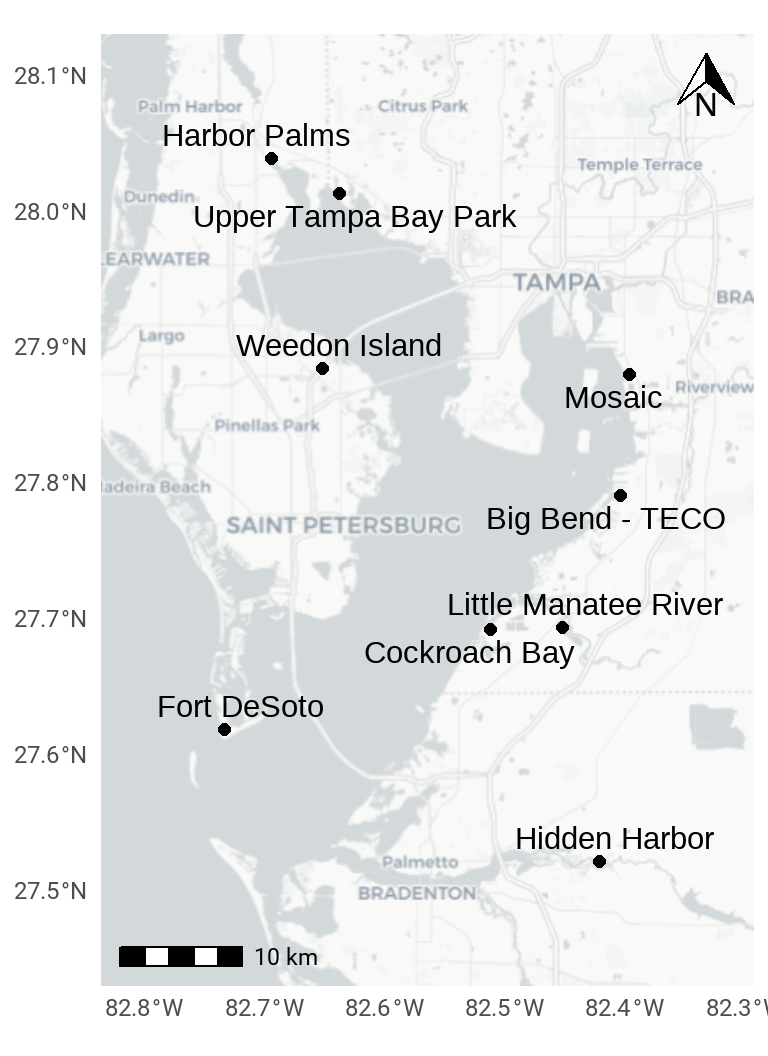 28.1°N
N
Palm Harbor
Citrus Park
Harbor Palms
Temple Terrace
Dunedin
28.0°N
Upper Tampa Bay Park
LEARWATER
TAMPA
BRA
Largo
27.9°N
Weedon Island
Mosaic
Riverview
Pinellas Park
27.8°N
adeira Beach
Big Bend - TECO
SAINT PETERSBURG
Little Manatee River
27.7°N
Cockroach Bay
Fort DeSoto
27.6°N
Hidden Harbor
Palmetto
27.5°N
BRADENTON
10 km
82.8°W 82.7°W 82.6°W 82.5°W 82.4°W 82.3°W